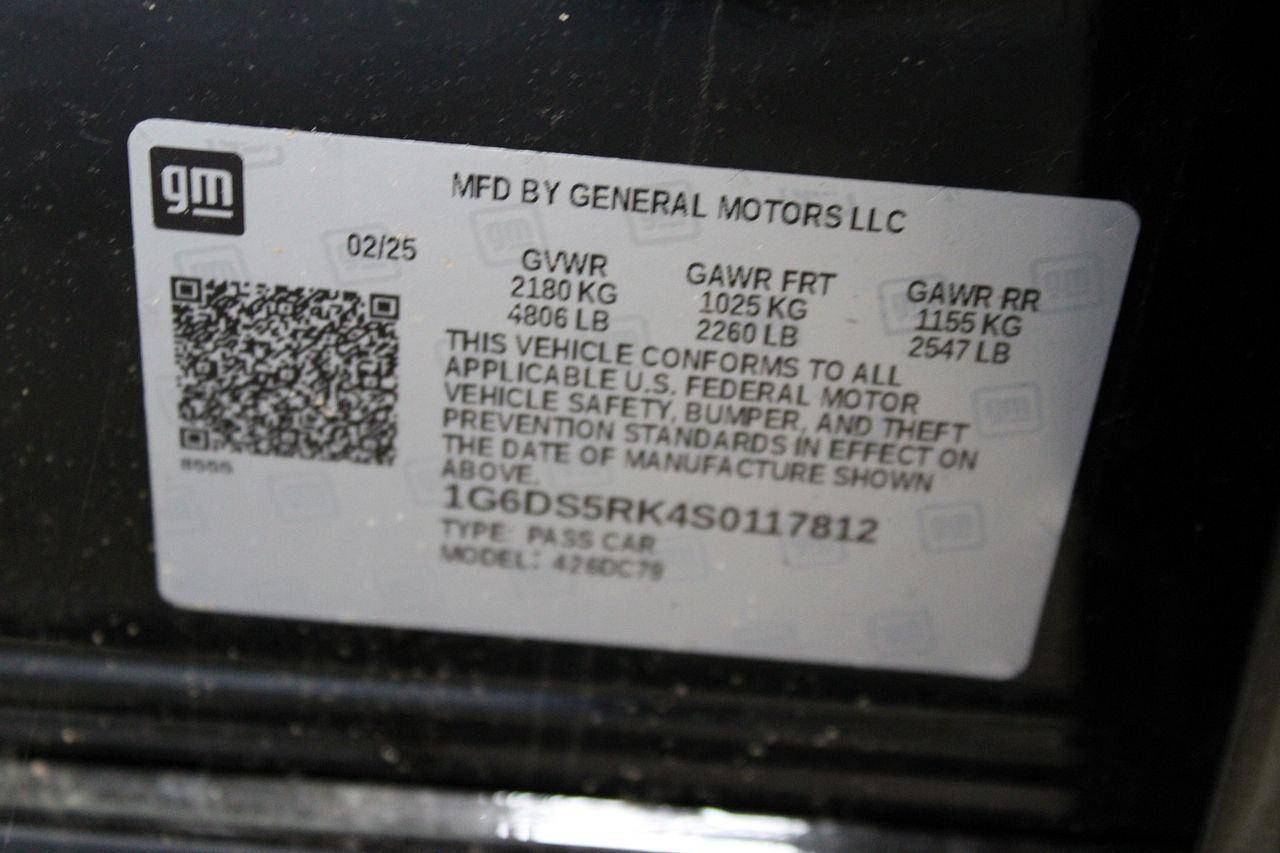 gm
MFD BY GENERAL MOTORS LLC
02/25
GVWR
2180 KG
4806 LB
GAWR FRT
1025 KG
2260 LB
GAWR RR
1155 KG
2547 LB
THIS VEHICLE CONFORMS TO ALL
APPLICABLE U.S. FEDERAL MOTOR
VEHICLE SAFETY, BUMPER, AND THEFT
PREVENTION STANDARDS IN EFFECT ON
THE DATE OF MANUFACTURE SHOWN
ABOVE.
1G6DS5RK4S0117812
TYPE: PASS CAR
MODEL: 426DC79